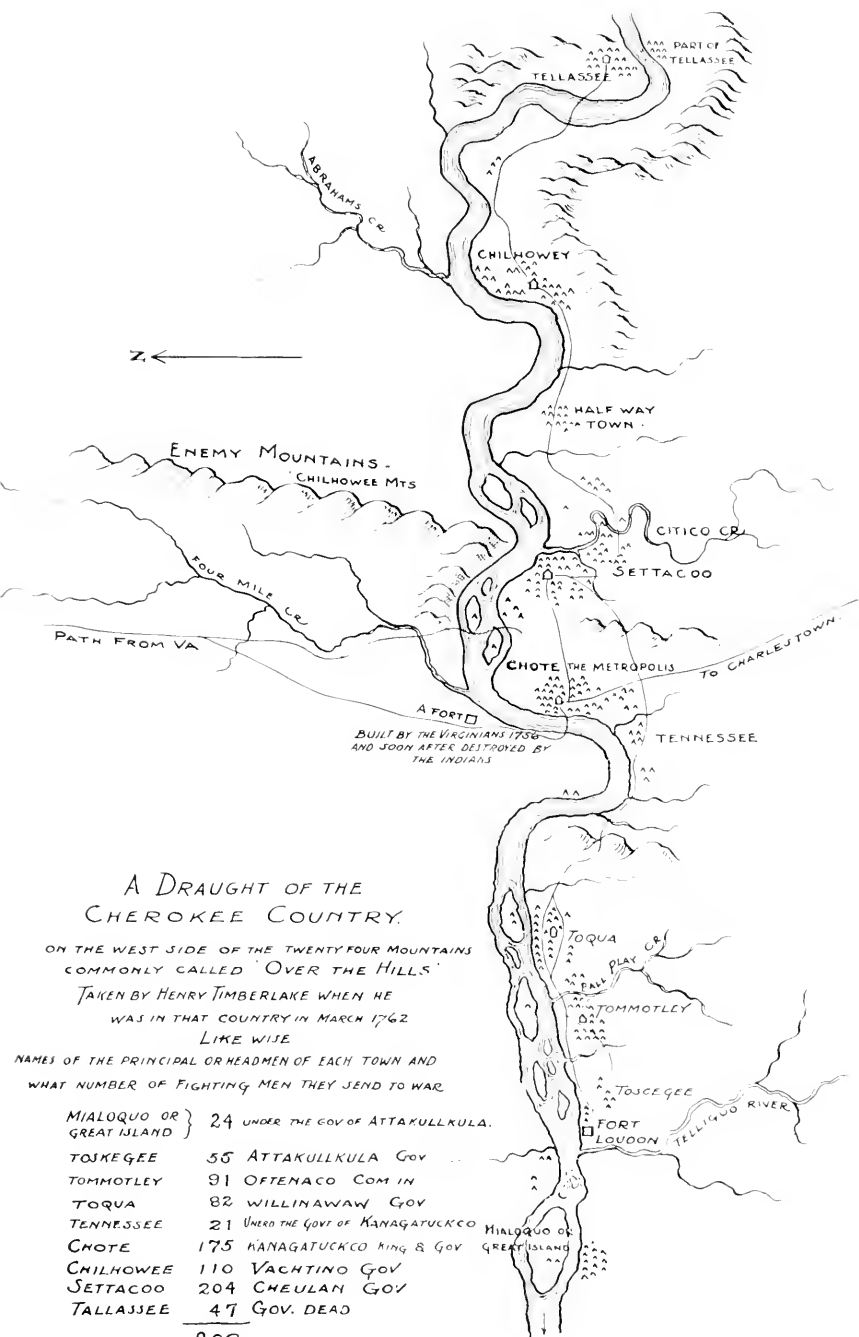 PART OF
TELLASSEE
TELLASSEE
ABRAHAMS CR
CHILHOWEY
N
HALF WAY
TOWN
ENEMY MOUNTAINS
CHILHOWEE MTS
CITICO CR
SETTACOO
FOUR MILE CR
PATH FROM VA
CHOTE THE METROPOLIS
TO CHARLESTOWN
A FORT
BUILT BY THE VIRGINIANS 1756
AND SOON AFTER DESTROYED BY
THE INDIANS
TENNESSEE
TOQUA
BALL PLAY CR
TOMMOTLEY
TOSCEGEE
FORT
LOUDON
TELLIQUO RIVER
MIALOQUO OR
GREAT ISLAND
A DRAUGHT OF THE
CHEROKEE COUNTRY.
ON THE WEST SIDE OF THE TWENTY FOUR MOUNTAINS
COMMONLY CALLED 'OVER THE HILLS'
TAKEN BY HENRY TIMBERLAKE WHEN HE
WAS IN THAT COUNTRY IN MARCH 1762
LIKE WISE
NAMES OF THE PRINCIPAL OR HEADMEN OF EACH TOWN AND
WHAT NUMBER OF FIGHTING MEN THEY SEND TO WAR
MIALOQUO OR
GREAT ISLAND } 24 UNDER THE GOV OF ATTAKULLKULA.
TOSKEGEE 55 ATTAKULLKULA GOV
TOMMOTLEY 91 OFTENACO COM IN
TOQUA 82 WILLINAWAW GOV
TENNESSEE 21 UNERD THE GOVT OF KANAGATUCKCO
CHOTE 175 KANAGATUCKCO KING & GOV
CHILHOWEE 110 YACHTINO GOV
SETTACOO 204 CHEULAN GOV
TALLASSEE 47 GOV. DEAD